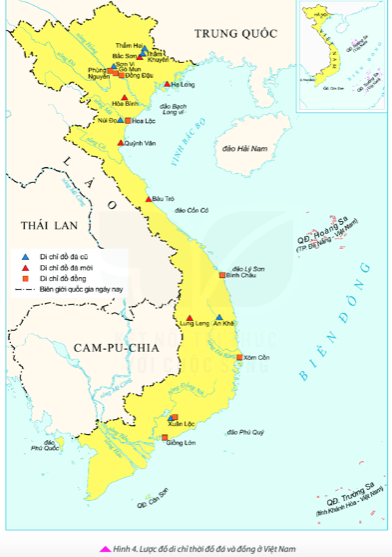 TRUNG QUỐC
Thẩm Hai
Thẩm
Khuyên
Bắc Sơn
Sơn Vi
Gò Mun
Phùng
Nguyên
Đồng Đậu
Hạ Long
Hòa Bình
đảo Bạch
Long vĩ
Núi Đọ
Hoa Lộc
Quỳnh Văn
VỊNH BẮC BỘ
đảo Hải Nam
LÀO
Bàu Tró
đảo Cồn Cỏ
THÁI LAN
QĐ. Hoàng Sa
(TP Đà Nẵng - Việt Nam)
Di chỉ đồ đá cũ
Di chỉ đồ đá mới
Di chỉ đồ đồng
Biên giới quốc gia ngày nay
đảo Lý Sơn
Bình Châu
BIỂN ĐÔNG
Lung Leng
An Khê
CAM-PU-CHIA
Xóm Cồn
Xuân Lộc
đảo Phú Quý
Giồng Lớn
đảo
Phú Quốc
QĐ. Côn Sơn
QĐ. Trường Sa
(tỉnh Khánh Hòa - Việt Nam)
Hình 4. Lược đồ di chỉ thời đồ đá và đồng ở Việt Nam